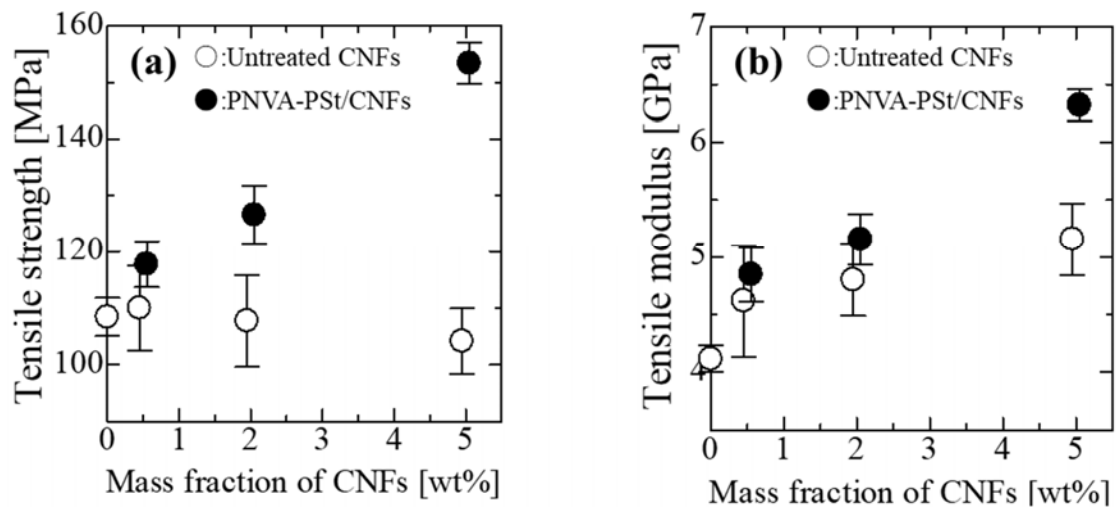 160
(a)
○:Untreated CNFs
●:PNVA-PSt/CNFs
140
120
100
0 1 2 3 4 5
Tensile strength [MPa]
Mass fraction of CNFs [wt%]
7
(b)
○:Untreated CNFs
●:PNVA-PSt/CNFs
6
5
4
0 1 2 3 4 5
Tensile modulus [GPa]
Mass fraction of CNFs [wt%]